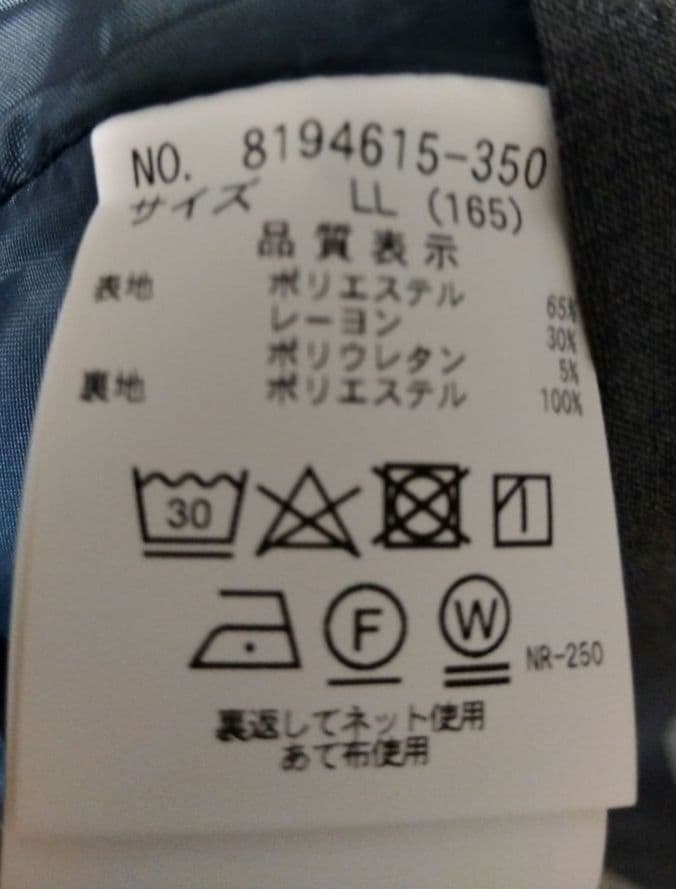 NO. 8194615-350
サイズ LL (165)
品質表示
表地 ポリエステル 65%
レーヨン 30%
ポリウレタン 5%
裏地 ポリエステル 100%
30
F W NR-250
裏返してネット使用
あて布使用